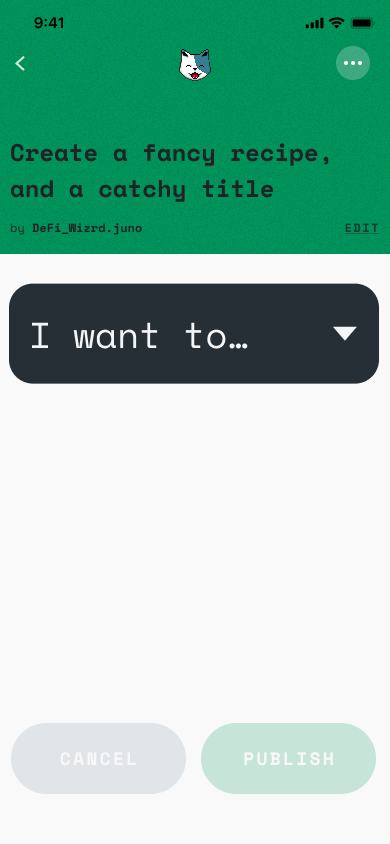 9:41
Create a fancy recipe,
and a catchy title
by DeFi_Wizrd.juno
EDIT
I want to…
CANCEL
PUBLISH